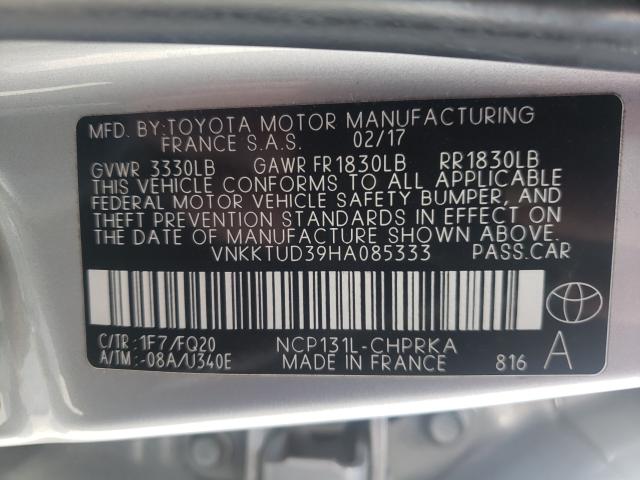 MFD. BY:TOYOTA MOTOR MANUFACTURING
FRANCE S.A.S. 02/17
GVWR 3330LB GAWR FR1830LB RR1830LB
THIS VEHICLE CONFORMS TO ALL APPLICABLE
FEDERAL MOTOR VEHICLE SAFETY BUMPER, AND
THEFT PREVENTION STANDARDS IN EFFECT ON
THE DATE OF MANUFACTURE SHOWN ABOVE.
VNKKTUD39HA085333 PASS.CAR
C/TR: 1F7/FQ20 NCP131L-CHPRKA A
A/TM: -08A/U340E MADE IN FRANCE 816